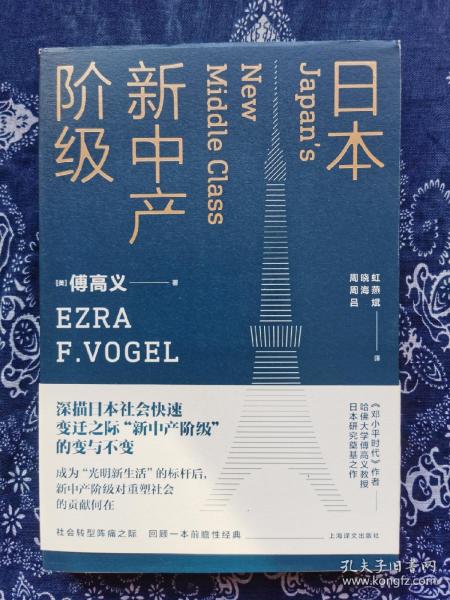 日本
Japan's
新中产
阶级
New
Middle Class
[美] 傅高义 —— 著
EZRA
F.VOGEL
周晓虹
周海燕
吕斌
译
深描日本社会快速
变迁之际“新中产阶级”
的变与不变
成为“光明新生活”的标杆后，
新中产阶级对重塑社会
的贡献何在
《邓小平时代》作者
哈佛大学傅高义教授
日本研究奠基之作
社会转型阵痛之际 回顾一本前瞻性经典
上海译文出版社
孔夫子旧书网
kongfz.com